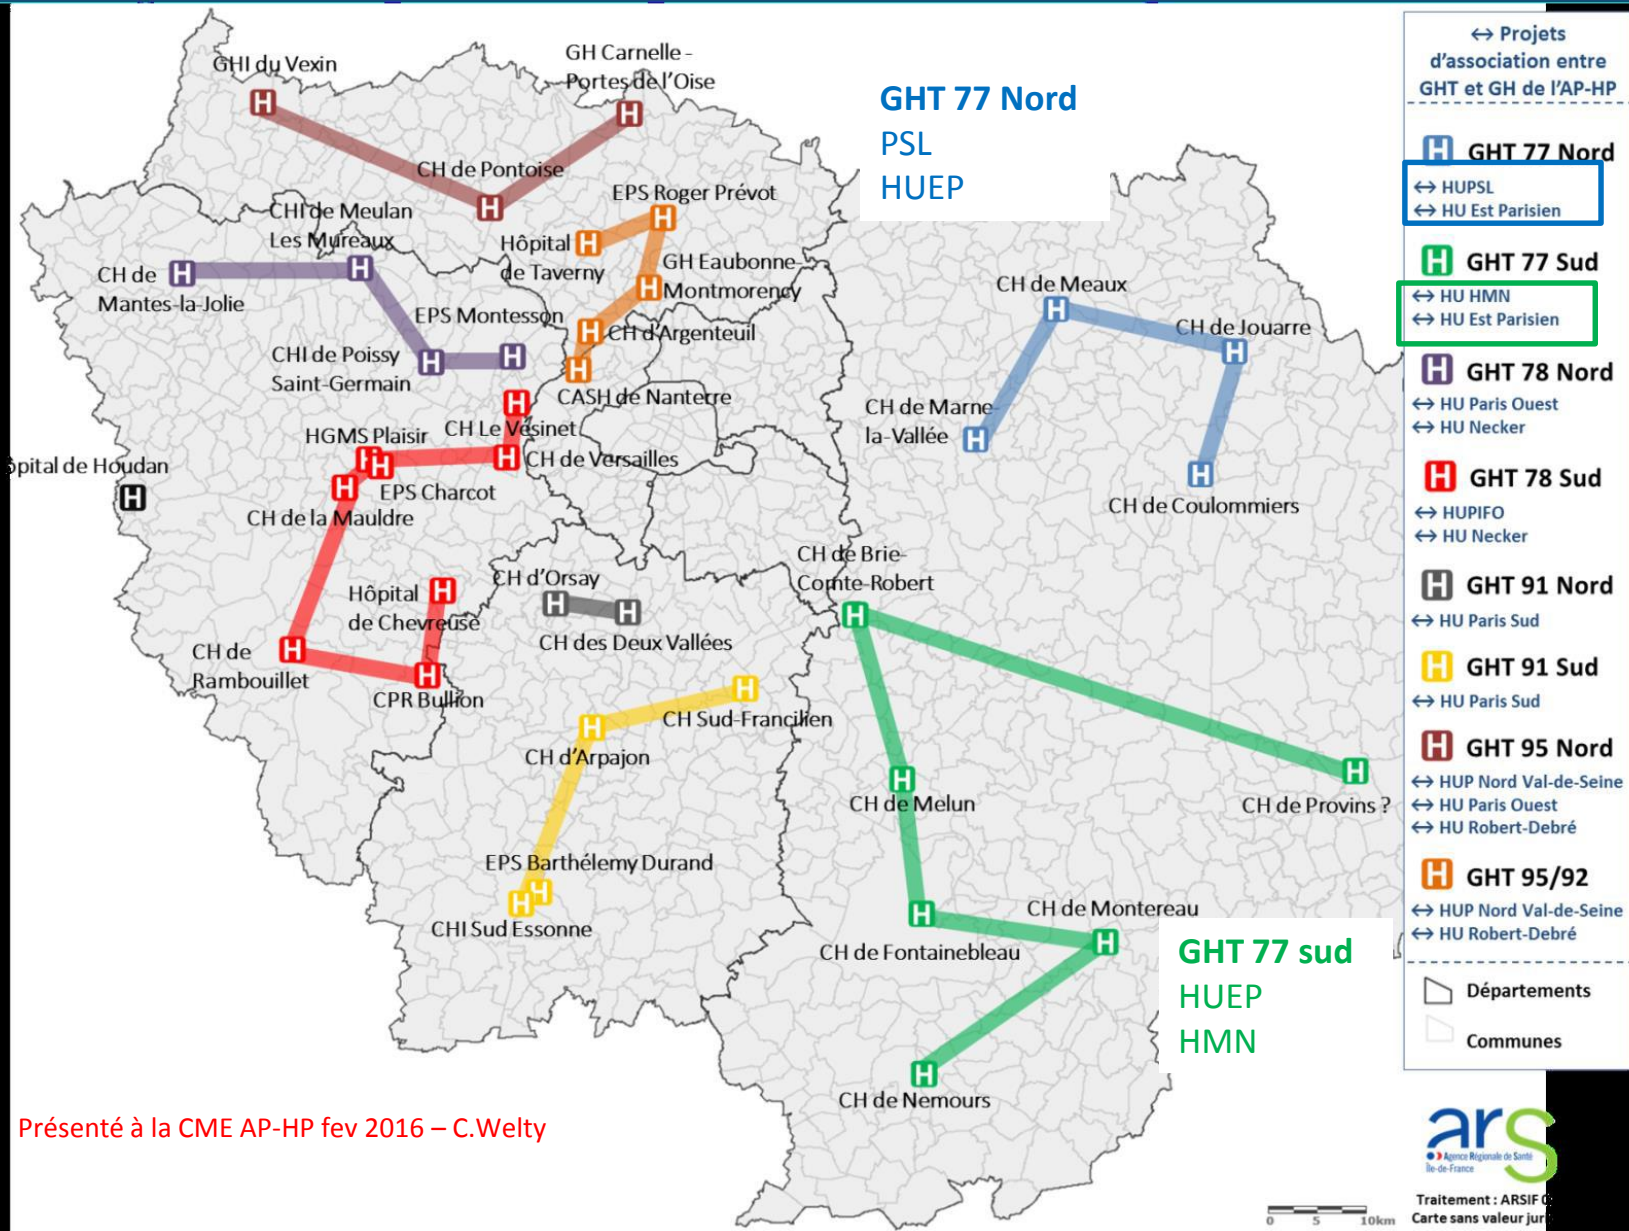 GHI du Vexin
GH Carnelle -
Portes de l'Oise
CH de Pontoise
EPS Roger Prévot
CHI de Meulan
Les Mureaux
Hôpital
de Taverny
CH de
Mantes-la-Jolie
GH Eaubonne-
Montmorency
EPS Montesson
CH d'Argenteuil
CHI de Poissy
Saint-Germain
CASH de Nanterre
HGMS Plaisir
CH Le Vésinet
CH de Versailles
ôpital de Houdan
EPS Charcot
CH de la Mauldre
Hôpital
de Chevreuse
CH d'Orsay
CH des Deux Vallées
CH de
Rambouillet
CPR Bullion
CH Sud-Francilien
CH d'Arpajon
EPS Barthélemy Durand
CHI Sud Essonne
GHT 77 Nord
PSL
HUEP
CH de Meaux
CH de Jouarre
CH de Marne-
la-Vallée
CH de Coulommiers
CH de Brie-
Comte-Robert
CH de Melun
CH de Provins ?
CH de Montereau
CH de Fontainebleau
CH de Nemours
GHT 77 sud
HUEP
HMN
↔ Projets
d'association entre
GHT et GH de l'AP-HP
H GHT 77 Nord
↔ HUPSL
↔ HU Est Parisien
H GHT 77 Sud
↔ HU HMN
↔ HU Est Parisien
H GHT 78 Nord
↔ HU Paris Ouest
↔ HU Necker
H GHT 78 Sud
↔ HUPIFO
↔ HU Necker
H GHT 91 Nord
↔ HU Paris Sud
H GHT 91 Sud
↔ HU Paris Sud
H GHT 95 Nord
↔ HUP Nord Val-de-Seine
↔ HU Paris Ouest
↔ HU Robert-Debré
H GHT 95/92
↔ HUP Nord Val-de-Seine
↔ HU Robert-Debré
Départements
Communes
Présenté à la CME AP-HP fev 2016 – C.Welty
ars
Agence Régionale de Santé
Île-de-France
0 5 10km
Traitement : ARSIF
Carte sans valeur jur